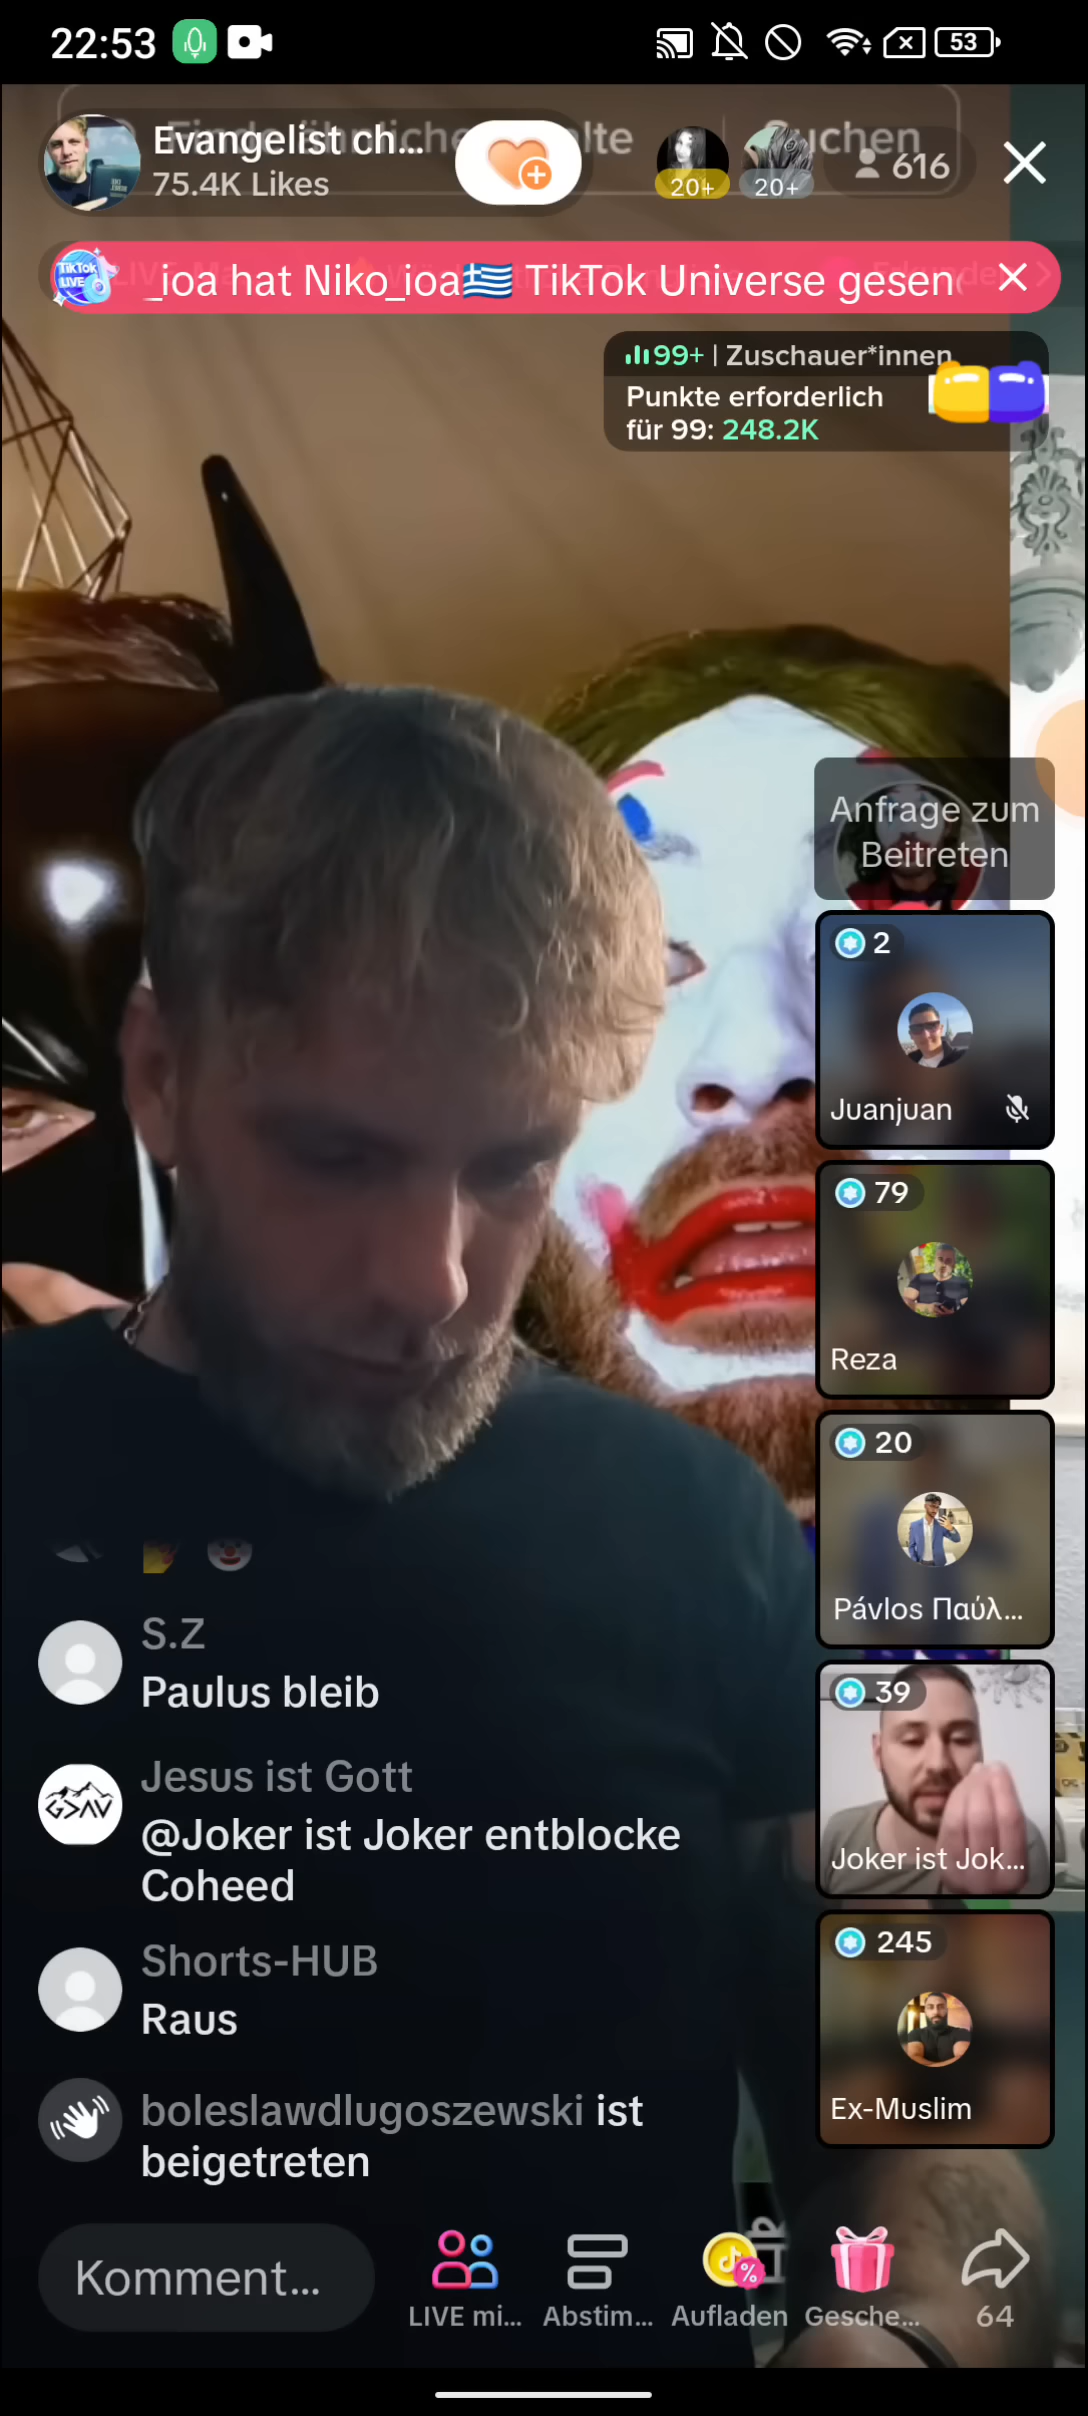 22:53
53
Evangelist ch...
75.4K Likes
20+
20+
616
Suchen
_ioa hat Niko_ioa🇬🇷 TikTok Universe gesen
TikTok
LIVE
99+ | Zuschauer*innen
Punkte erforderlich
für 99: 248.2K
Anfrage zum
Beitreten
2
Juanjuan
79
Reza
20
Pávlos Παύλ...
39
Joker ist Jok...
245
Ex-Muslim
S.Z
Paulus bleib
Jesus ist Gott
@Joker ist Joker entblocke
Coheed
Shorts-HUB
Raus
boleslawdlugoszewski ist
beigetreten
Komment...
LIVE mi...
Abstim...
Aufladen
Gesche...
64